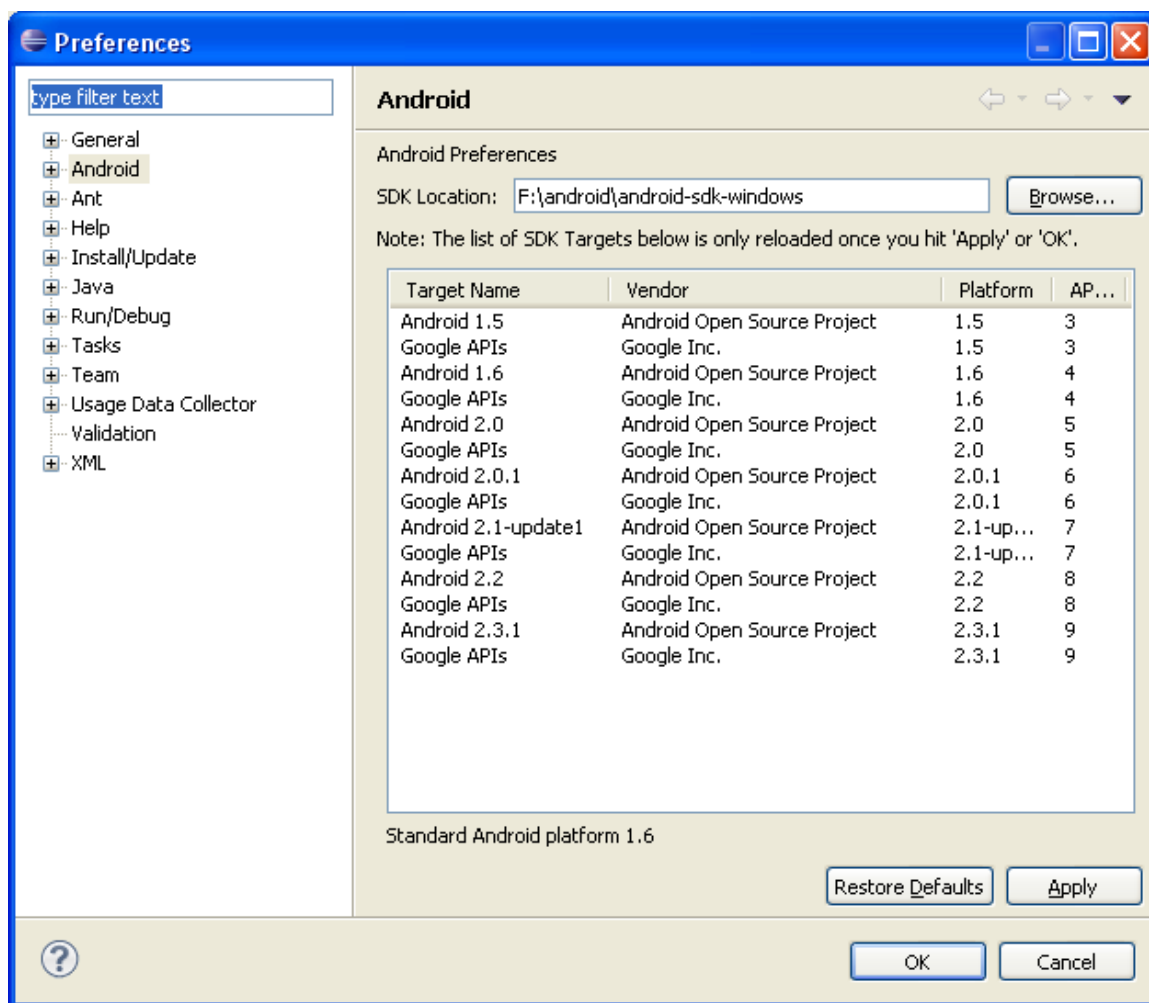 Preferences
type filter text
General
Android
Ant
Help
Install/Update
Java
Run/Debug
Tasks
Team
Usage Data Collector
Validation
XML
Android
Android Preferences
SDK Location: F:\android\android-sdk-windows Browse...
Note: The list of SDK Targets below is only reloaded once you hit 'Apply' or 'OK'.
Target Name Vendor Platform AP...
Android 1.5 Android Open Source Project 1.5 3
Google APIs Google Inc. 1.5 3
Android 1.6 Android Open Source Project 1.6 4
Google APIs Google Inc. 1.6 4
Android 2.0 Android Open Source Project 2.0 5
Google APIs Google Inc. 2.0 5
Android 2.0.1 Android Open Source Project 2.0.1 6
Google APIs Google Inc. 2.0.1 6
Android 2.1-update1 Android Open Source Project 2.1-up... 7
Google APIs Google Inc. 2.1-up... 7
Android 2.2 Android Open Source Project 2.2 8
Google APIs Google Inc. 2.2 8
Android 2.3.1 Android Open Source Project 2.3.1 9
Google APIs Google Inc. 2.3.1 9
Standard Android platform 1.6
Restore Defaults Apply
? OK Cancel